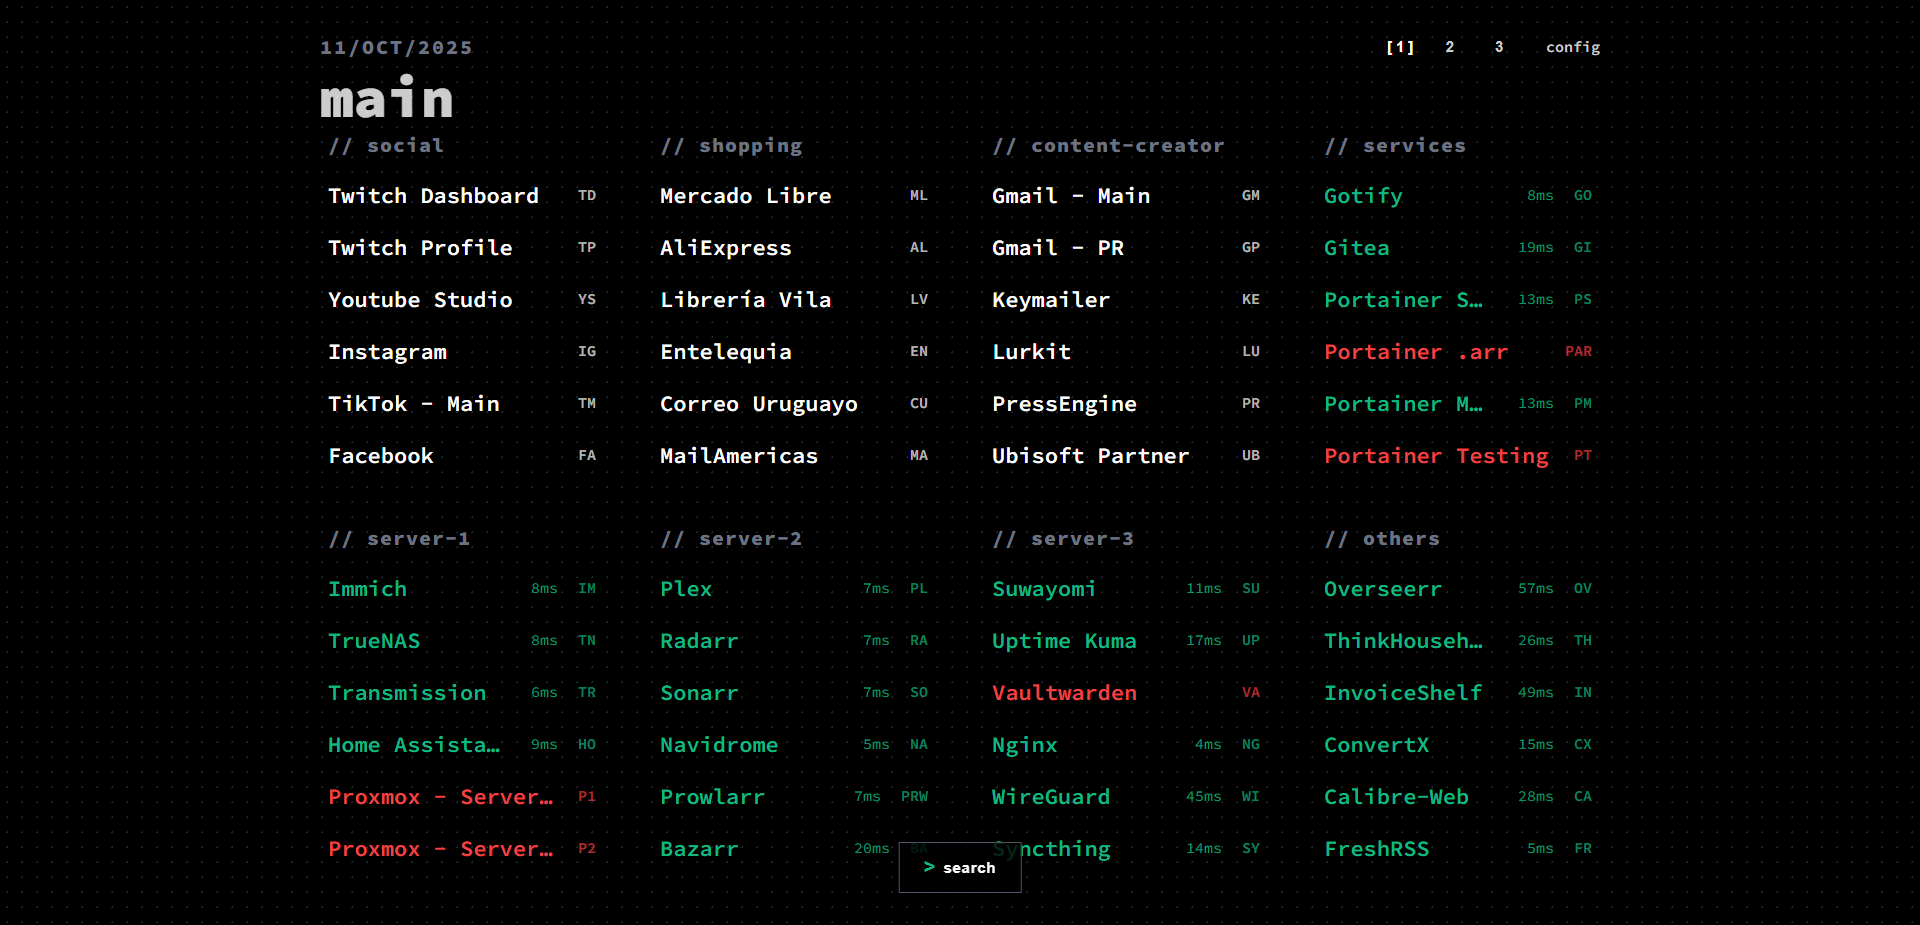 11/OCT/2025
[1] 2 3 config
main
// social
Twitch Dashboard TD
Twitch Profile TP
Youtube Studio YS
Instagram IG
TikTok - Main TM
Facebook FA
// shopping
Mercado Libre ML
AliExpress AL
Librería Vila LV
Entelequia EN
Correo Uruguayo CU
MailAmericas MA
// content-creator
Gmail - Main GM
Gmail - PR GP
Keymailer KE
Lurkit LU
PressEngine PR
Ubisoft Partner UB
// services
Gotify 8ms GO
Gitea 19ms GI
Portainer S… 13ms PS
Portainer .arr PAR
Portainer M… 13ms PM
Portainer Testing PT
// server-1
Immich 8ms IM
TrueNAS 8ms TN
Transmission 6ms TR
Home Assista… 9ms HO
Proxmox - Server… P1
Proxmox - Server… P2
// server-2
Plex 7ms PL
Radarr 7ms RA
Sonarr 7ms SO
Navidrome 5ms NA
Prowlarr 7ms PRW
Bazarr 20ms BA
// server-3
Suwayomi 11ms SU
Uptime Kuma 17ms UP
Vaultwarden VA
Nginx 4ms NG
WireGuard 45ms WI
Syncthing 14ms SY
// others
Overseerr 57ms OV
ThinkHouseh… 26ms TH
InvoiceShelf 49ms IN
ConvertX 15ms CX
Calibre-Web 28ms CA
FreshRSS 5ms FR
> search